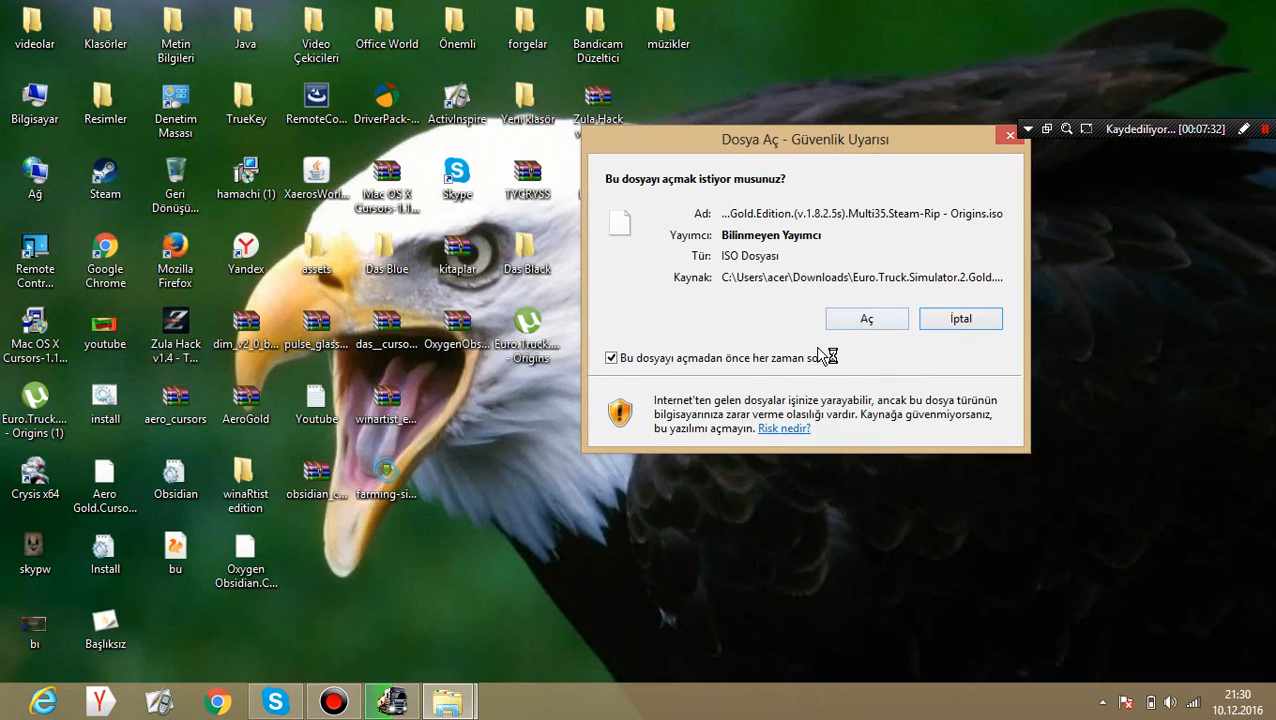 videolar
Klasörler
Metin
Bilgileri
Java
Video
Çekicileri
Office World
Önemli
forgelar
Bandicam
Düzeltici
müzikler
Bilgisayar
Resimler
Denetim
Masası
TrueKey
RemoteCo...
DriverPack-...
ActivInspire
Yeni klasör
Zula Hack
Ağ
Steam
Geri
Dönüşü...
hamachi (1)
XaerosWorl...
Mac OS X
Cursors-1.1...
Skype
TYCRYSS
Remote
Contr...
Google
Chrome
Mozilla
Firefox
Yandex
assets
Das Blue
kitaplar
Das Black
Mac OS X
Cursors-1.1...
youtube
Zula Hack
v1.4 - T...
dim_v2_0_b...
pulse_glass...
das__curso...
OxygenObs...
Euro.Truck....
- Origins
Euro.Truck....
- Origins (1)
install
aero_cursors
AeroGold
Youtube
winartist_e...
Crysis x64
Aero
Gold.Curso...
Obsidian
winaRtist
edition
obsidian_c...
farming-si...
skypw
Install
bu
Oxygen
Obsidian.C...
bı
Başlıksız
Kaydediliyor... [00:07:32]
Dosya Aç - Güvenlik Uyarısı
Bu dosyayı açmak istiyor musunuz?
Ad: ...Gold.Edition.(v.1.8.2.5s).Multi35.Steam-Rip - Origins.iso
Yayımcı: Bilinmeyen Yayımcı
Tür: ISO Dosyası
Kaynak: C:\Users\acer\Downloads\Euro.Truck.Simulator.2.Gold....
Aç
İptal
Bu dosyayı açmadan önce her zaman
Internet'ten gelen dosyalar işinize yarayabilir, ancak bu dosya türünün
bilgisayarınıza zarar verme olasılığı vardır. Kaynağa güvenmiyorsanız,
bu yazılımı açmayın. Risk nedir?
21:30
10.12.2016